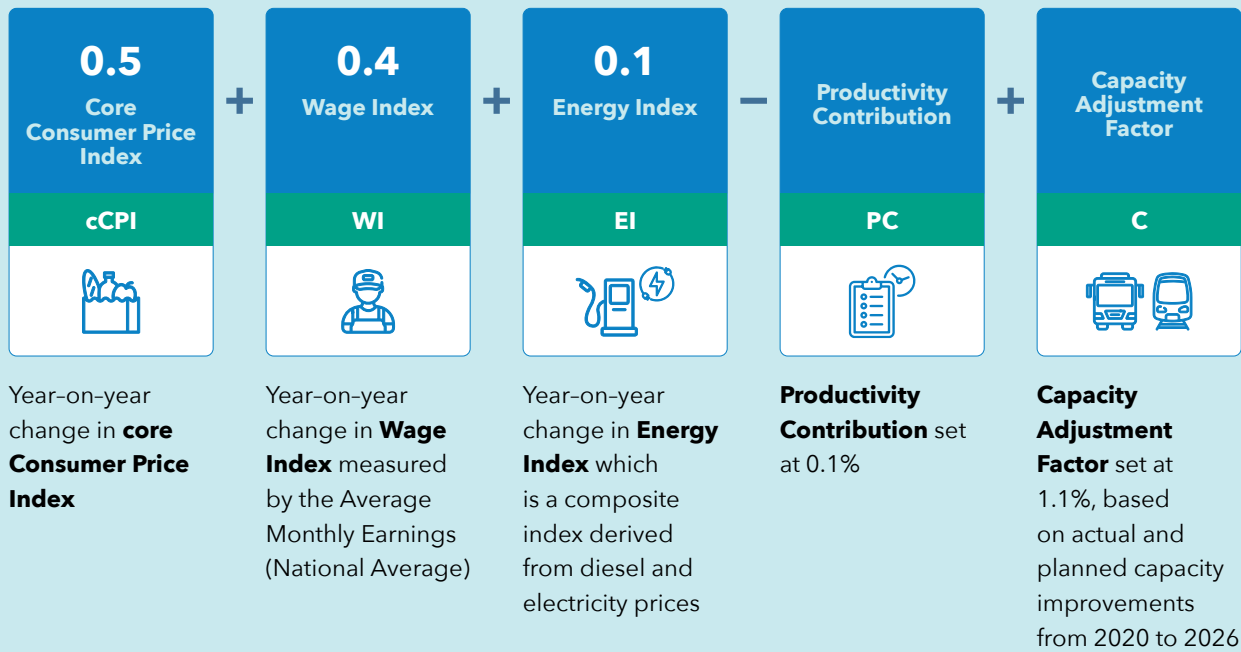 0.5
Core
Consumer Price
Index
cCPI
+
0.4
Wage Index
WI
+
0.1
Energy Index
EI
−
Productivity
Contribution
PC
+
Capacity
Adjustment
Factor
C
Year-on-year
change in core
Consumer Price
Index
Year-on-year
change in Wage
Index measured
by the Average
Monthly Earnings
(National Average)
Year-on-year
change in Energy
Index which
is a composite
index derived
from diesel and
electricity prices
Productivity
Contribution set
at 0.1%
Capacity
Adjustment
Factor set at
1.1%, based
on actual and
planned capacity
improvements
from 2020 to 2026